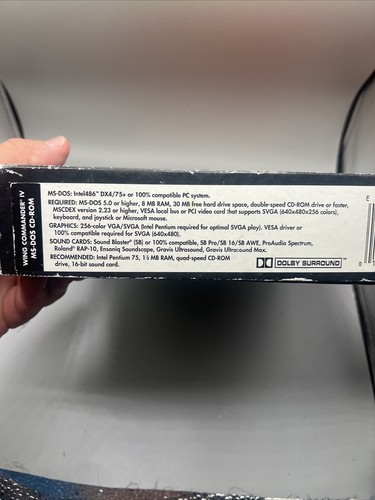 WING COMMANDER® IV
MS-DOS CD-ROM
MS-DOS: Intel486™ DX4/75+ or 100% compatible PC system.
REQUIRED: MS-DOS 5.0 or higher, 8 MB RAM, 30 MB free hard drive space, double-speed CD-ROM drive or faster,
MSCDEX version 2.23 or higher, VESA local bus or PCI video card that supports SVGA (640x480x256 colors),
keyboard, and joystick or Microsoft mouse.
GRAPHICS: 256-color VGA/SVGA (Intel Pentium required for optimal SVGA play). VESA driver or
100% compatible required for SVGA (640x480).
SOUND CARDS: Sound Blaster® (SB) or 100% compatible, SB Pro/SB 16/SB AWE, ProAudio Spectrum,
Roland® RAP-10, Ensoniq Soundscape, Gravis Ultrasound, Gravis Ultrasound Max.
RECOMMENDED: Intel Pentium 75, 16 MB RAM, quad-speed CD-ROM
drive, 16-bit sound card.
DOLBY SURROUND™
E